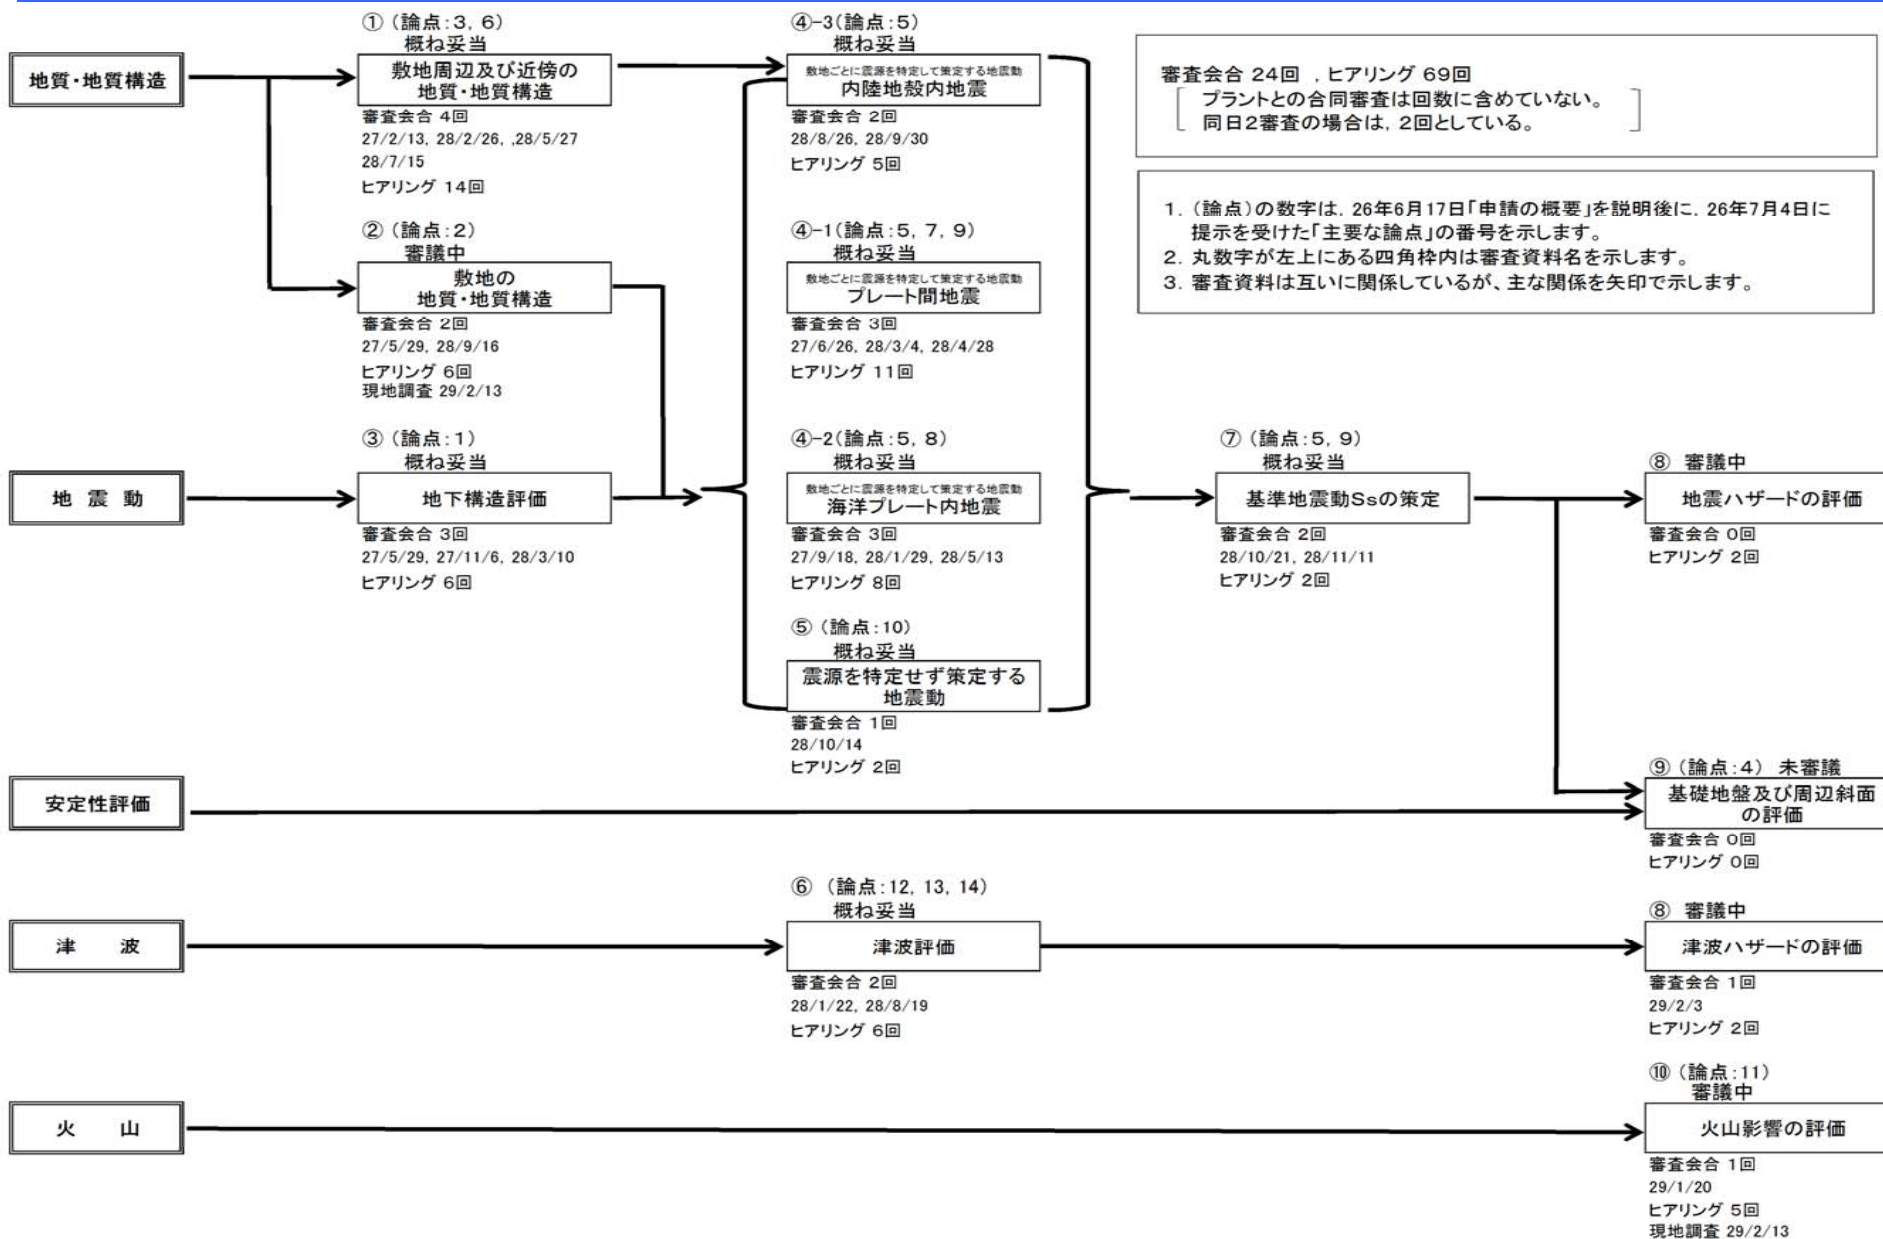 地質・地質構造
① (論点:3, 6)
概ね妥当
敷地周辺及び近傍の
地質・地質構造
審査会合 4回
27/2/13, 28/2/26, ,28/5/27
28/7/15
ヒアリング 14回
② (論点:2)
審議中
敷地の
地質・地質構造
審査会合 2回
27/5/29, 28/9/16
ヒアリング 6回
現地調査 29/2/13
地 震 動
③ (論点:1)
概ね妥当
地下構造評価
審査会合 3回
27/5/29, 27/11/6, 28/3/10
ヒアリング 6回
④-3(論点:5)
概ね妥当
敷地ごとに震源を特定して策定する地震動
内陸地殻内地震
審査会合 2回
28/8/26, 28/9/30
ヒアリング 5回
④-1(論点:5, 7, 9)
概ね妥当
敷地ごとに震源を特定して策定する地震動
プレート間地震
審査会合 3回
27/6/26, 28/3/4, 28/4/28
ヒアリング 11回
④-2(論点:5, 8)
概ね妥当
敷地ごとに震源を特定して策定する地震動
海洋プレート内地震
審査会合 3回
27/9/18, 28/1/29, 28/5/13
ヒアリング 8回
⑤ (論点:10)
概ね妥当
震源を特定せず策定する
地震動
審査会合 1回
28/10/14
ヒアリング 2回
審査会合 24回 , ヒアリング 69回
[ プラントとの合同審査は回数に含めていない。 ]
同日2審査の場合は, 2回としている。
1. (論点)の数字は, 26年6月17日「申請の概要」を説明後に, 26年7月4日に
提示を受けた「主要な論点」の番号を示します。
2. 丸数字が左上にある四角枠内は審査資料名を示します。
3. 審査資料は互いに関係しているが、主な関係を矢印で示します。
⑦ (論点:5, 9)
概ね妥当
基準地震動Ssの策定
審査会合 2回
28/10/21, 28/11/11
ヒアリング 2回
⑧ 審議中
地震ハザードの評価
審査会合 0回
ヒアリング 2回
安定性評価
⑨ (論点:4) 未審議
基礎地盤及び周辺斜面
の評価
審査会合 0回
ヒアリング 0回
津 波
⑥ (論点:12, 13, 14)
概ね妥当
津波評価
審査会合 2回
28/1/22, 28/8/19
ヒアリング 6回
⑧ 審議中
津波ハザードの評価
審査会合 1回
29/2/3
ヒアリング 2回
火 山
⑩ (論点:11)
審議中
火山影響の評価
審査会合 1回
29/1/20
ヒアリング 5回
現地調査 29/2/13